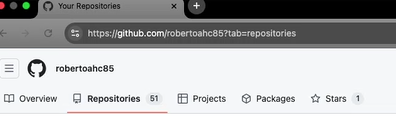 Your Repositories
https://github.com/robertoahc85?tab=repositories
robertoahc85
Overview Repositories 51 Projects Packages Stars 1